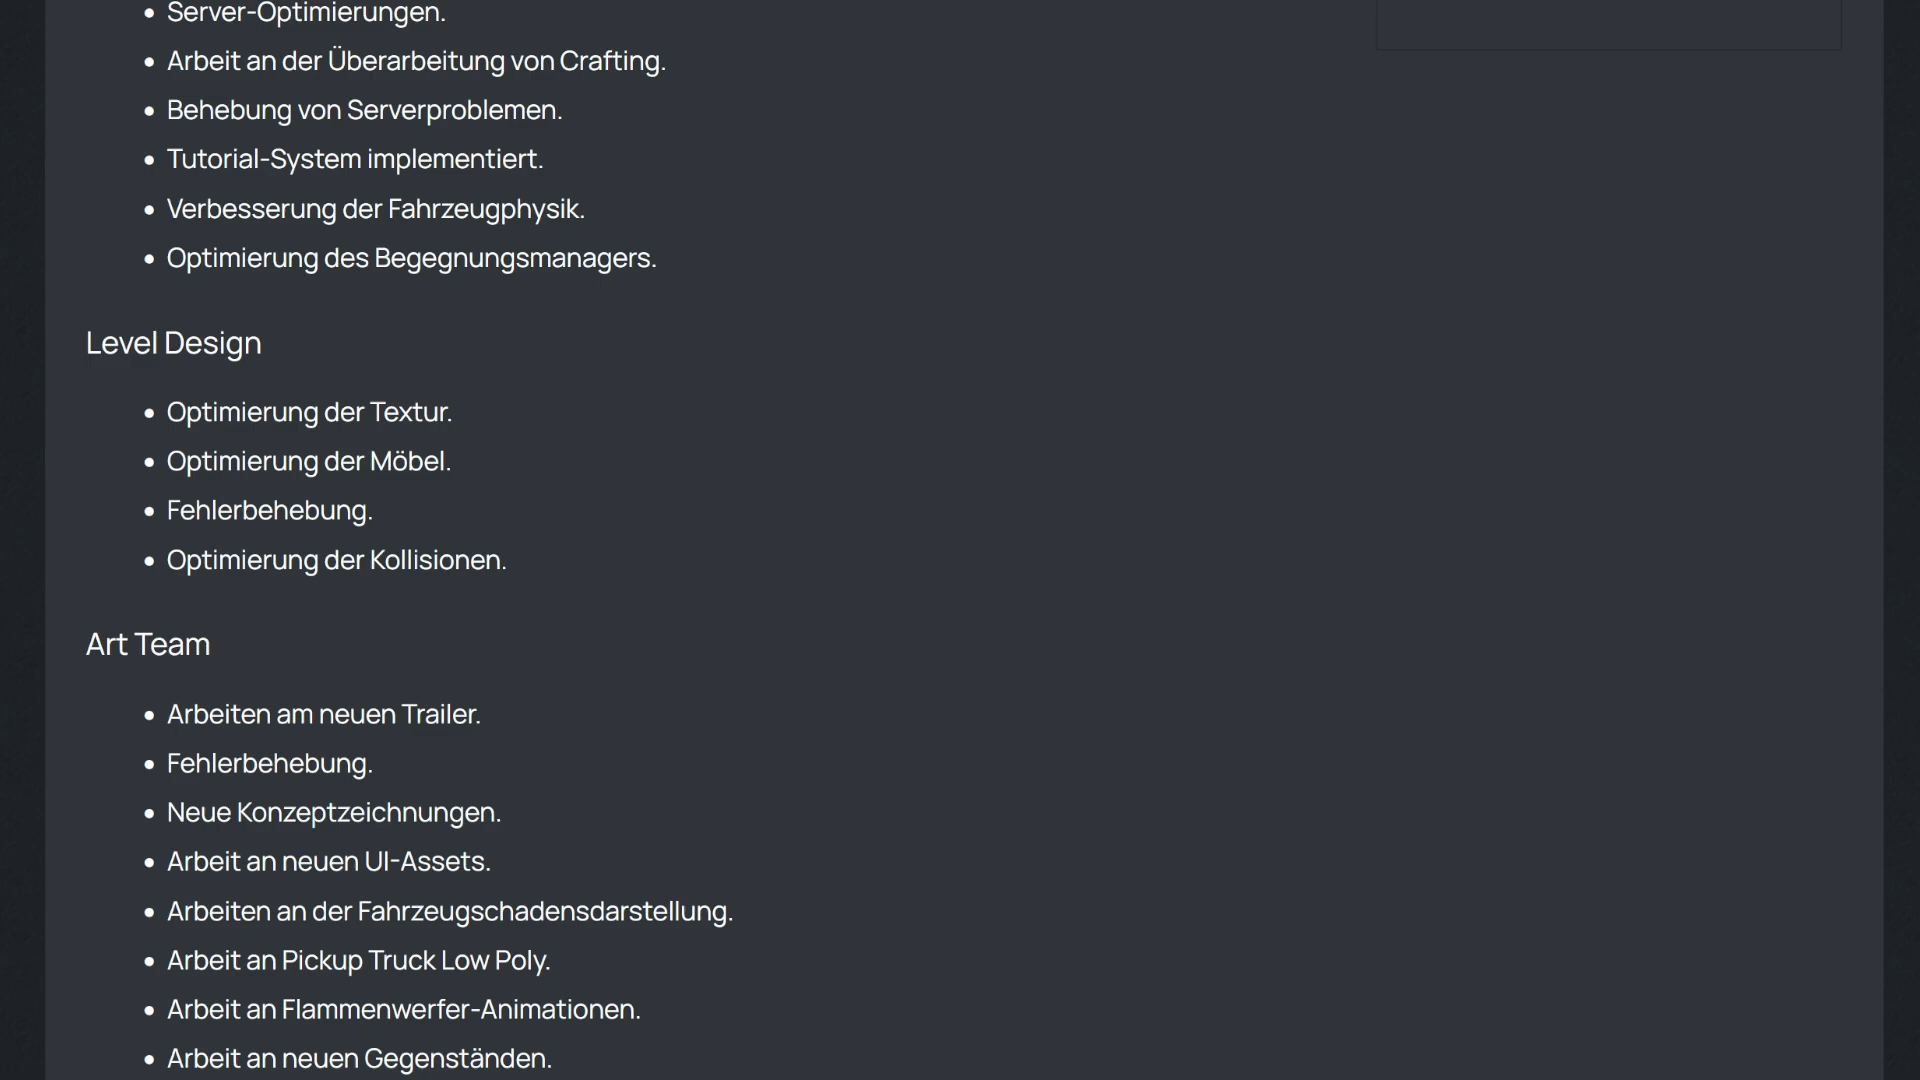 Server-Optimierungen.
Arbeit an der Überarbeitung von Crafting.
Behebung von Serverproblemen.
Tutorial-System implementiert.
Verbesserung der Fahrzeugphysik.
Optimierung des Begegnungsmanagers.
Level Design
Optimierung der Textur.
Optimierung der Möbel.
Fehlerbehebung.
Optimierung der Kollisionen.
Art Team
Arbeiten am neuen Trailer.
Fehlerbehebung.
Neue Konzeptzeichnungen.
Arbeit an neuen UI-Assets.
Arbeiten an der Fahrzeugschadensdarstellung.
Arbeit an Pickup Truck Low Poly.
Arbeit an Flammenwerfer-Animationen.
Arbeit an neuen Gegenständen.